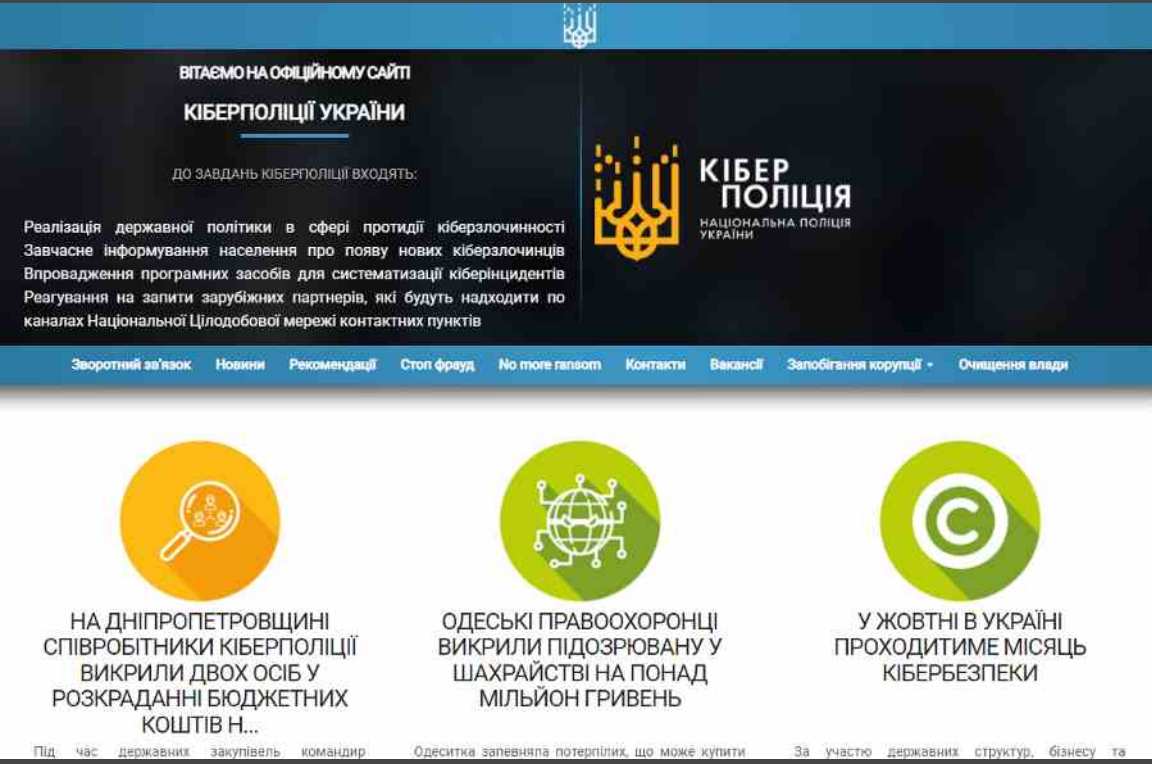 ВІТАЄМО НА ОФІЦІЙНОМУ САЙТІ
КІБЕРПОЛІЦІЇ УКРАЇНИ
ДО ЗАВДАНЬ КІБЕРПОЛІЦІЇ ВХОДЯТЬ:
Реалізація державної політики в сфері протидії кіберзлочинності
Завчасне інформування населення про появу нових кіберзлочинців
Впровадження програмних засобів для систематизації кіберінцидентів
Реагування на запити зарубіжних партнерів, які будуть надходити по
каналах Національної Цілодобової мережі контактних пунктів
КІБЕР
ПОЛІЦІЯ
НАЦІОНАЛЬНА ПОЛІЦІЯ
УКРАЇНИ
Зворотний зв'язок Новини Рекомендації Стоп фрауд No more ransom Контакти Вакансії Запобігання корупції Очищення влади
НА ДНІПРОПЕТРОВЩИНІ
СПІВРОБІТНИКИ КІБЕРПОЛІЦІЇ
ВИКРИЛИ ДВОХ ОСІБ У
РОЗКРАДАННІ БЮДЖЕТНИХ
КОШТІВ Н...
Під час державних закупівель командир
ОДЕСЬКІ ПРАВООХОРОНЦІ
ВИКРИЛИ ПІДОЗРЮВАНУ У
ШАХРАЙСТВІ НА ПОНАД
МІЛЬЙОН ГРИВЕНЬ
Одеситка запевняла потерпілих, що може купити
C
У ЖОВТНІ В УКРАЇНІ
ПРОХОДИТИМЕ МІСЯЦЬ
КІБЕРБЕЗПЕКИ
За участю державних структур, бізнесу та